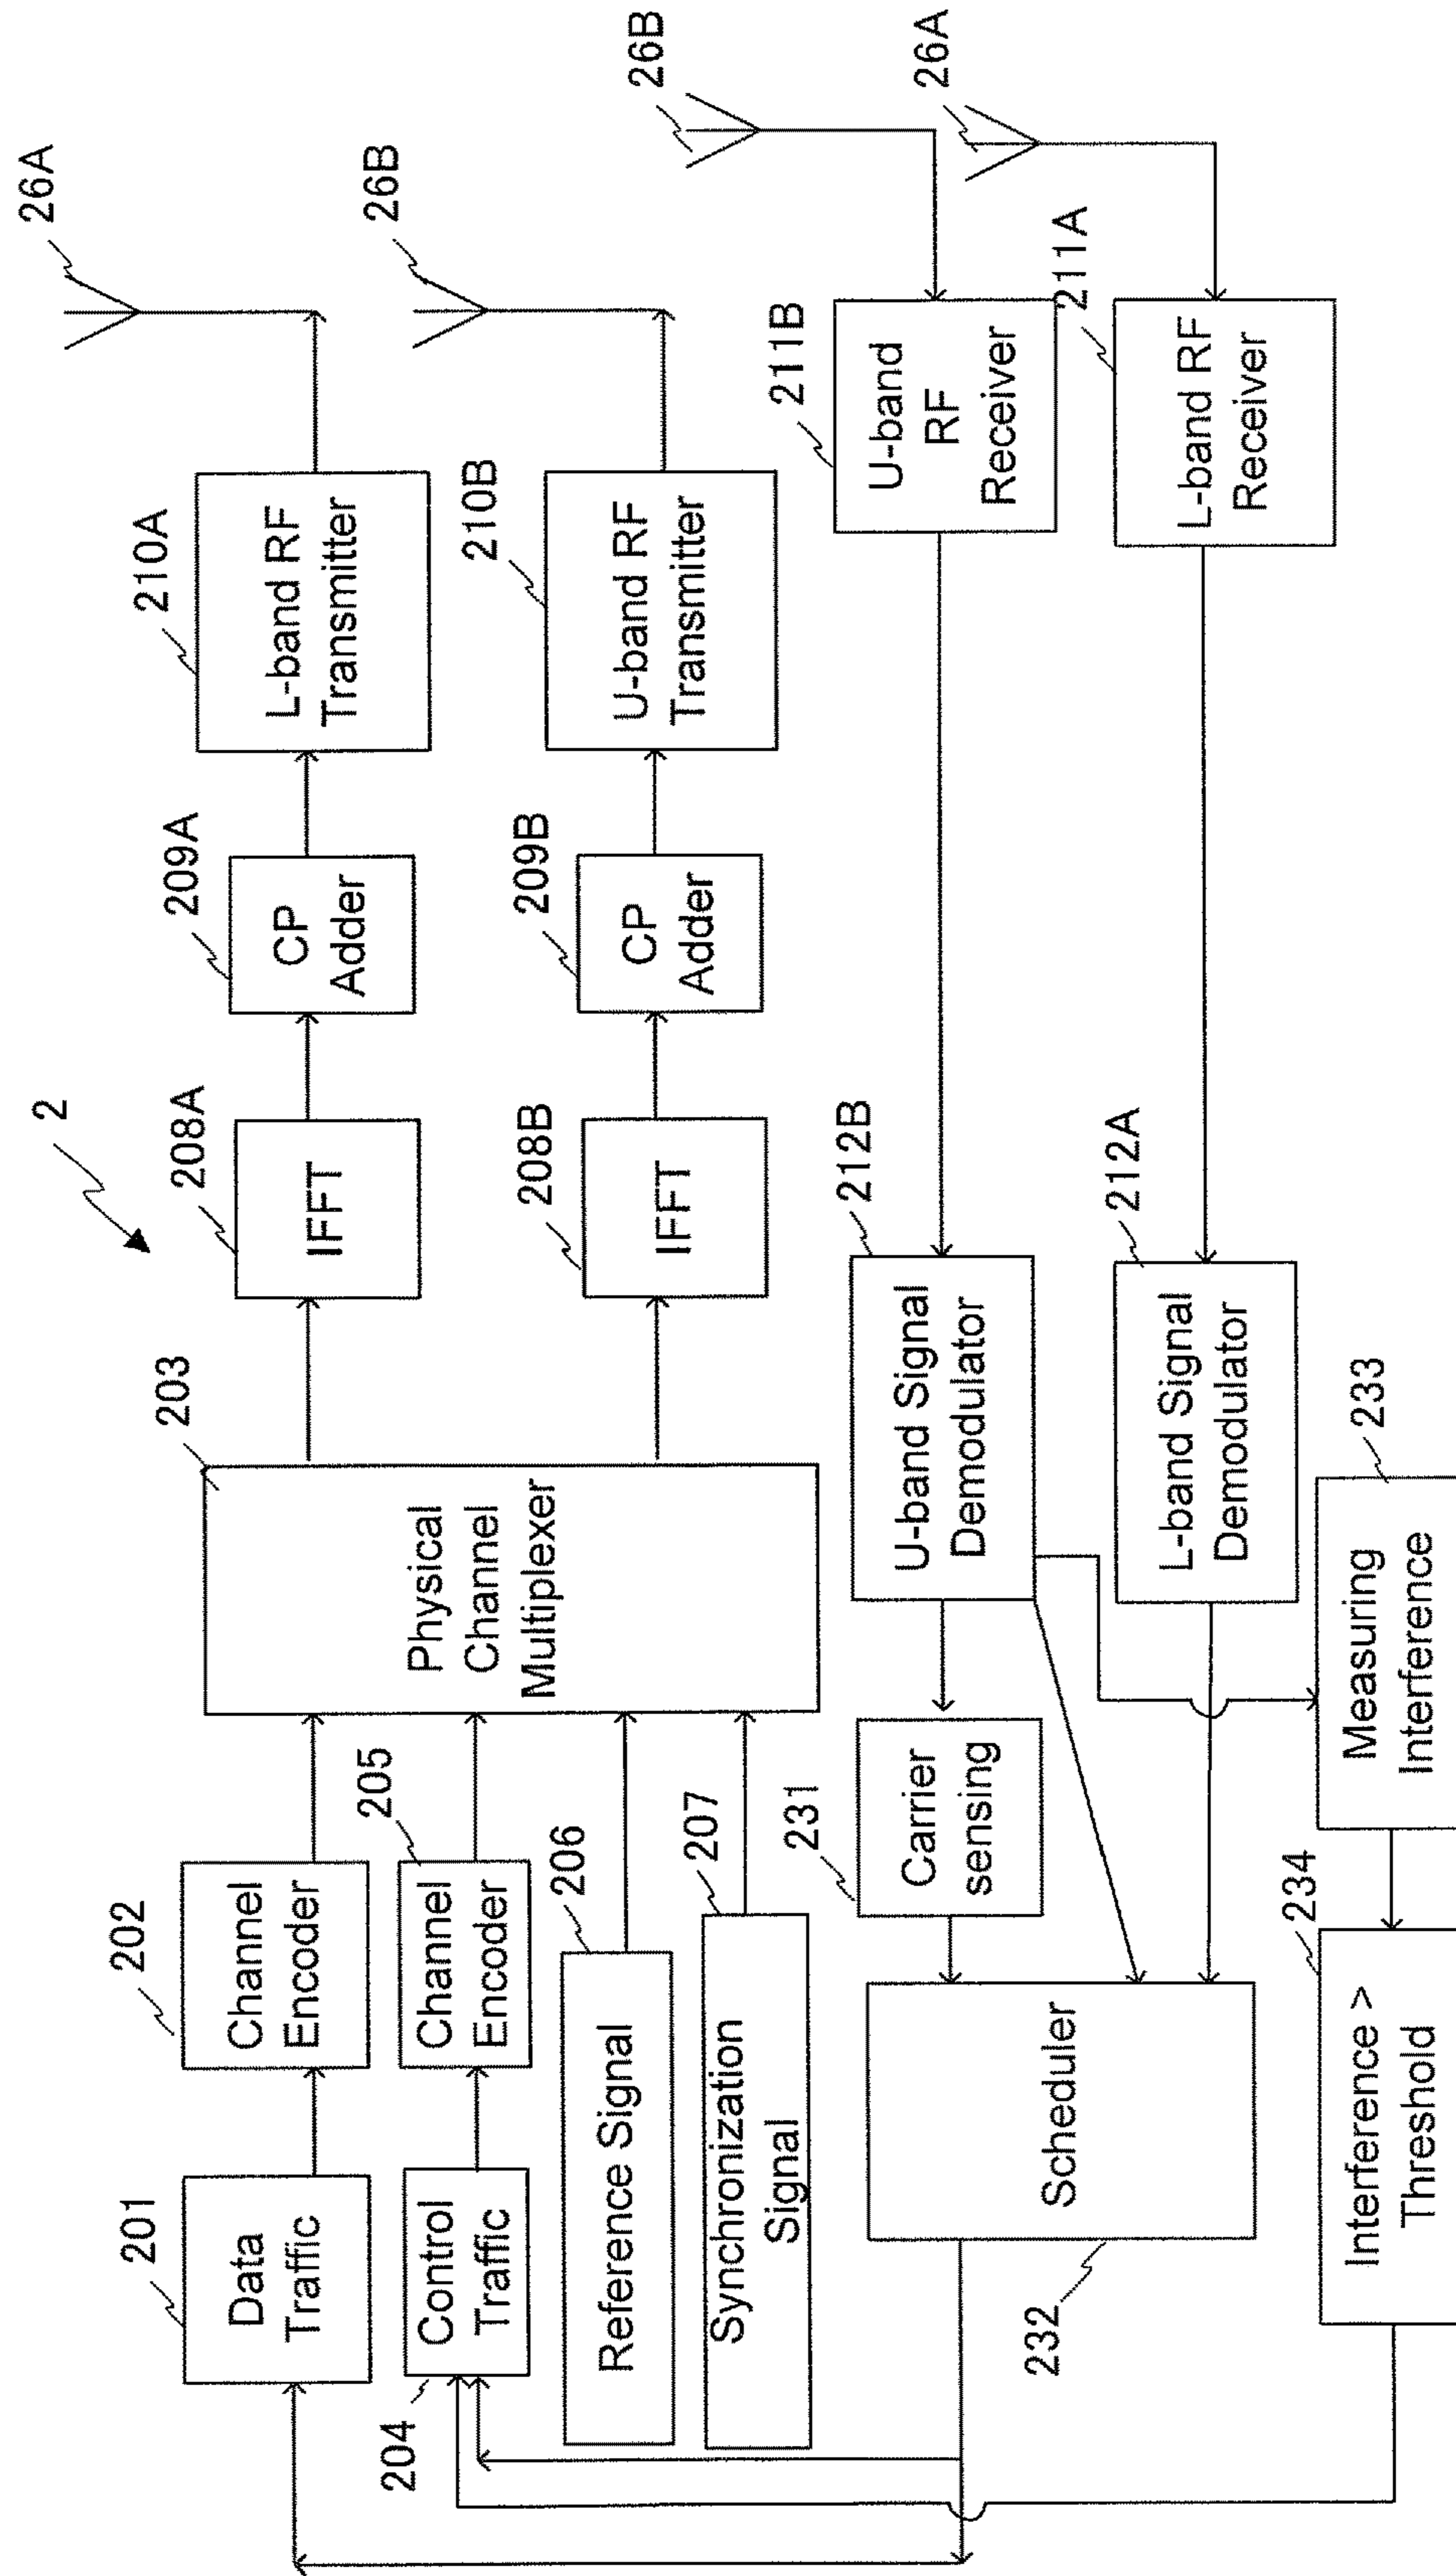 2
201
Data
Traffic
202
Channel
Encoder
203
Physical
Channel
Multiplexer
208A
IFFT
209A
CP
Adder
210A
L-band RF
Transmitter
26A
204
Control
Traffic
205
Channel
Encoder
206
Reference Signal
207
Synchronization
Signal
208B
IFFT
209B
CP
Adder
210B
U-band RF
Transmitter
26B
232
Scheduler
231
Carrier
sensing
212B
U-band Signal
Demodulator
211B
U-band
RF
Receiver
26B
212A
L-band Signal
Demodulator
211A
L-band RF
Receiver
26A
234
Interference >
Threshold
233
Measuring
Interference